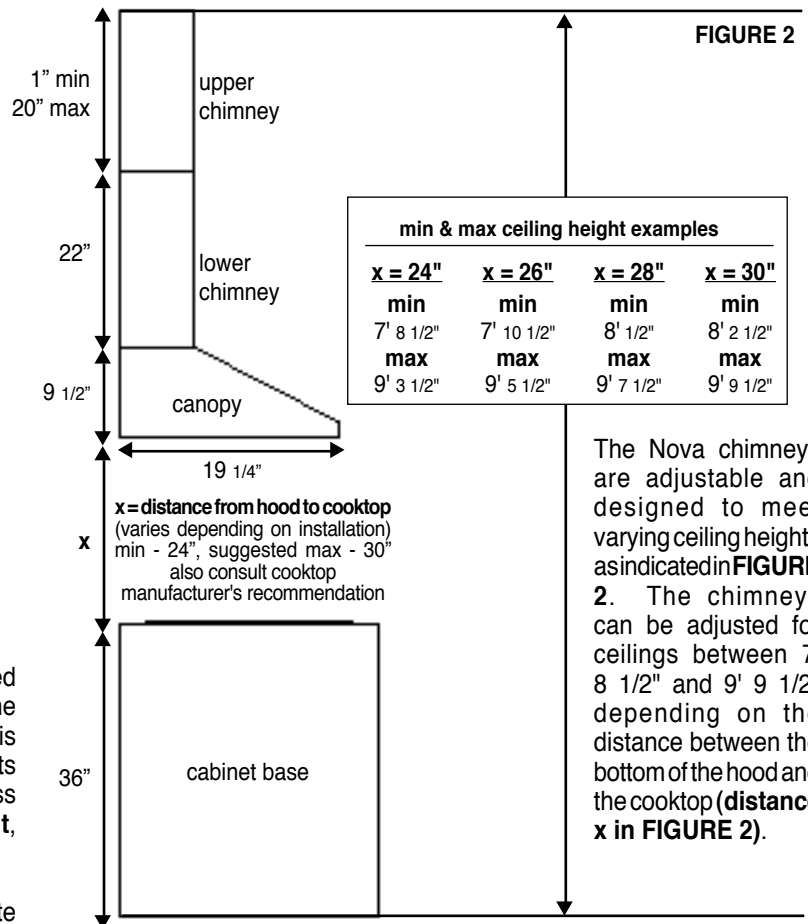 FIGURE 2
1” min
20” max
upper
chimney
22”
lower
chimney
min & max ceiling height examples
x = 24" x = 26" x = 28" x = 30"
min min min min
7' 8 1/2" 7' 10 1/2" 8' 1/2" 8' 2 1/2"
max max max max
9' 3 1/2" 9' 5 1/2" 9' 7 1/2" 9' 9 1/2"
9 1/2”
canopy
19 1/4”
x = distance from hood to cooktop
(varies depending on installation)
min - 24”, suggested max - 30”
also consult cooktop
manufacturer's recommendation
x
The Nova chimney
are adjustable and
designed to mee
varying ceiling height
as indicated in FIGURE
2. The chimney
can be adjusted fo
ceilings between 7
8 1/2" and 9' 9 1/2
depending on the
distance between the
bottom of the hood and
the cooktop (distance
x in FIGURE 2).
36”
cabinet base
ed
ne
is
ts
ss
t,
te